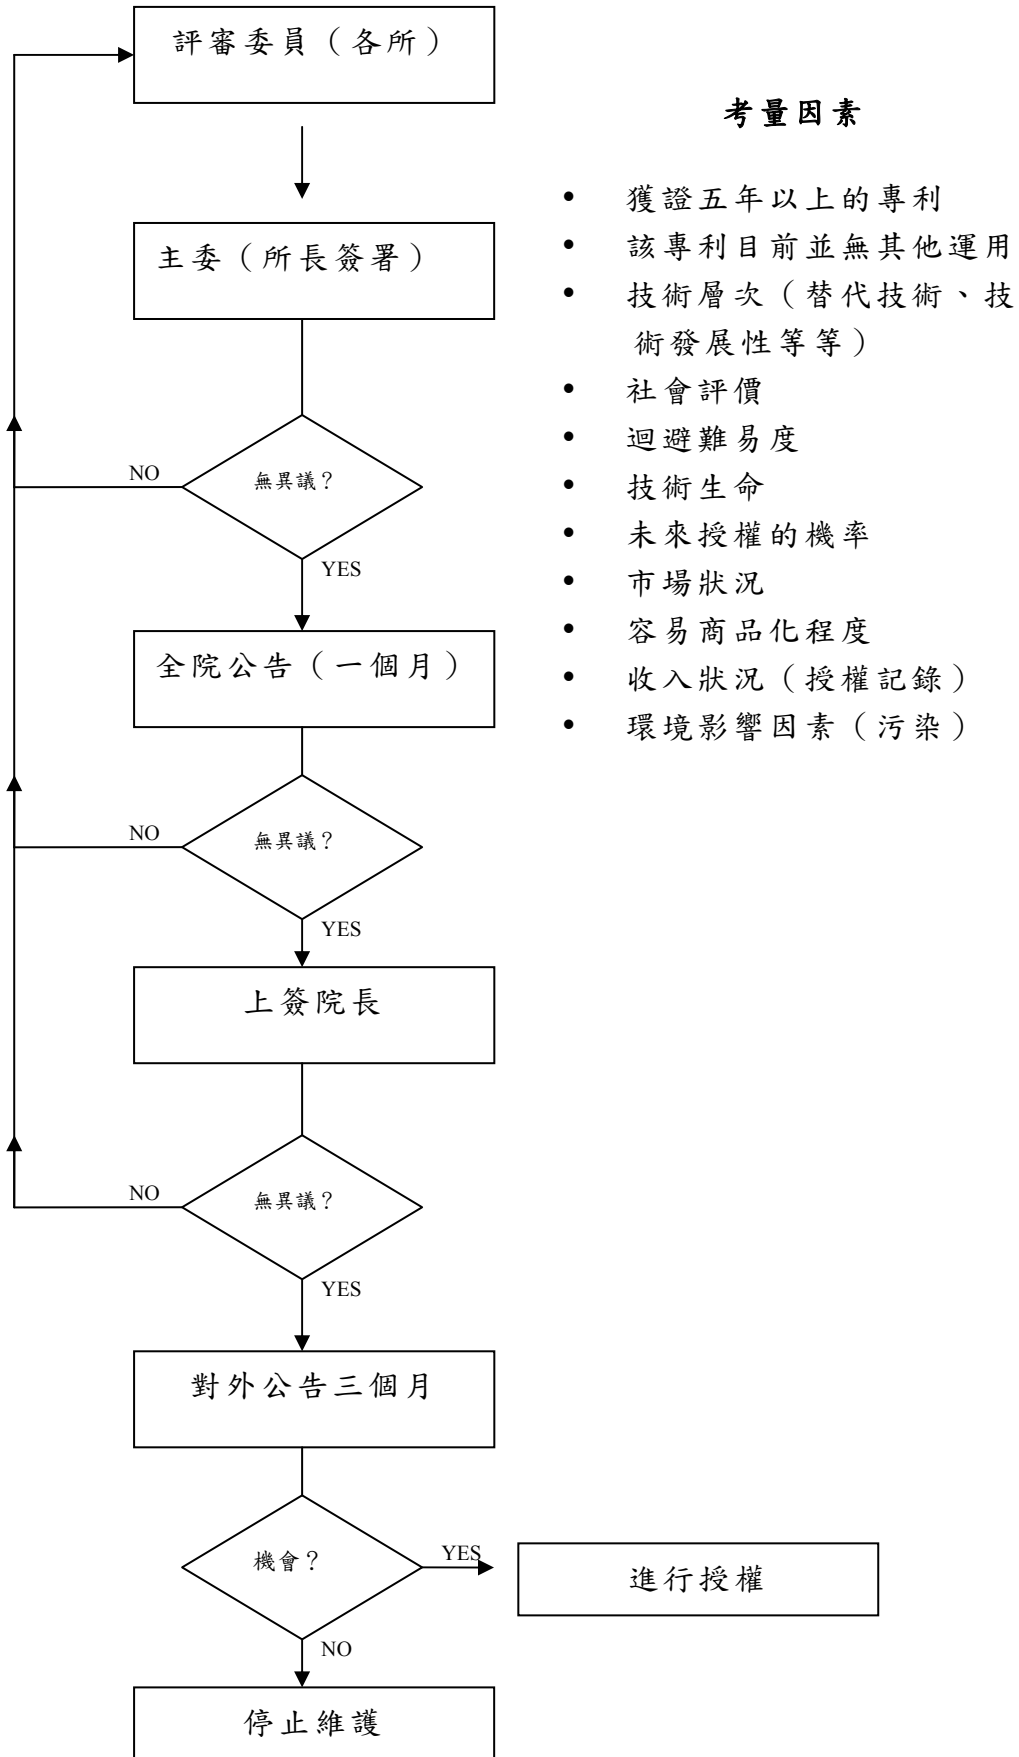 評審委員（各所）
主委（所長簽署）
無異議？
NO
YES
全院公告（一個月）
無異議？
NO
YES
上簽院長
無異議？
NO
YES
對外公告三個月
機會？
YES
進行授權
NO
停止維護
考量因素
• 獲證五年以上的專利
• 該專利目前並無其他運用
• 技術層次（替代技術、技
術發展性等等）
• 社會評價
• 迴避難易度
• 技術生命
• 未來授權的機率
• 市場狀況
• 容易商品化程度
• 收入狀況（授權記錄）
• 環境影響因素（污染）